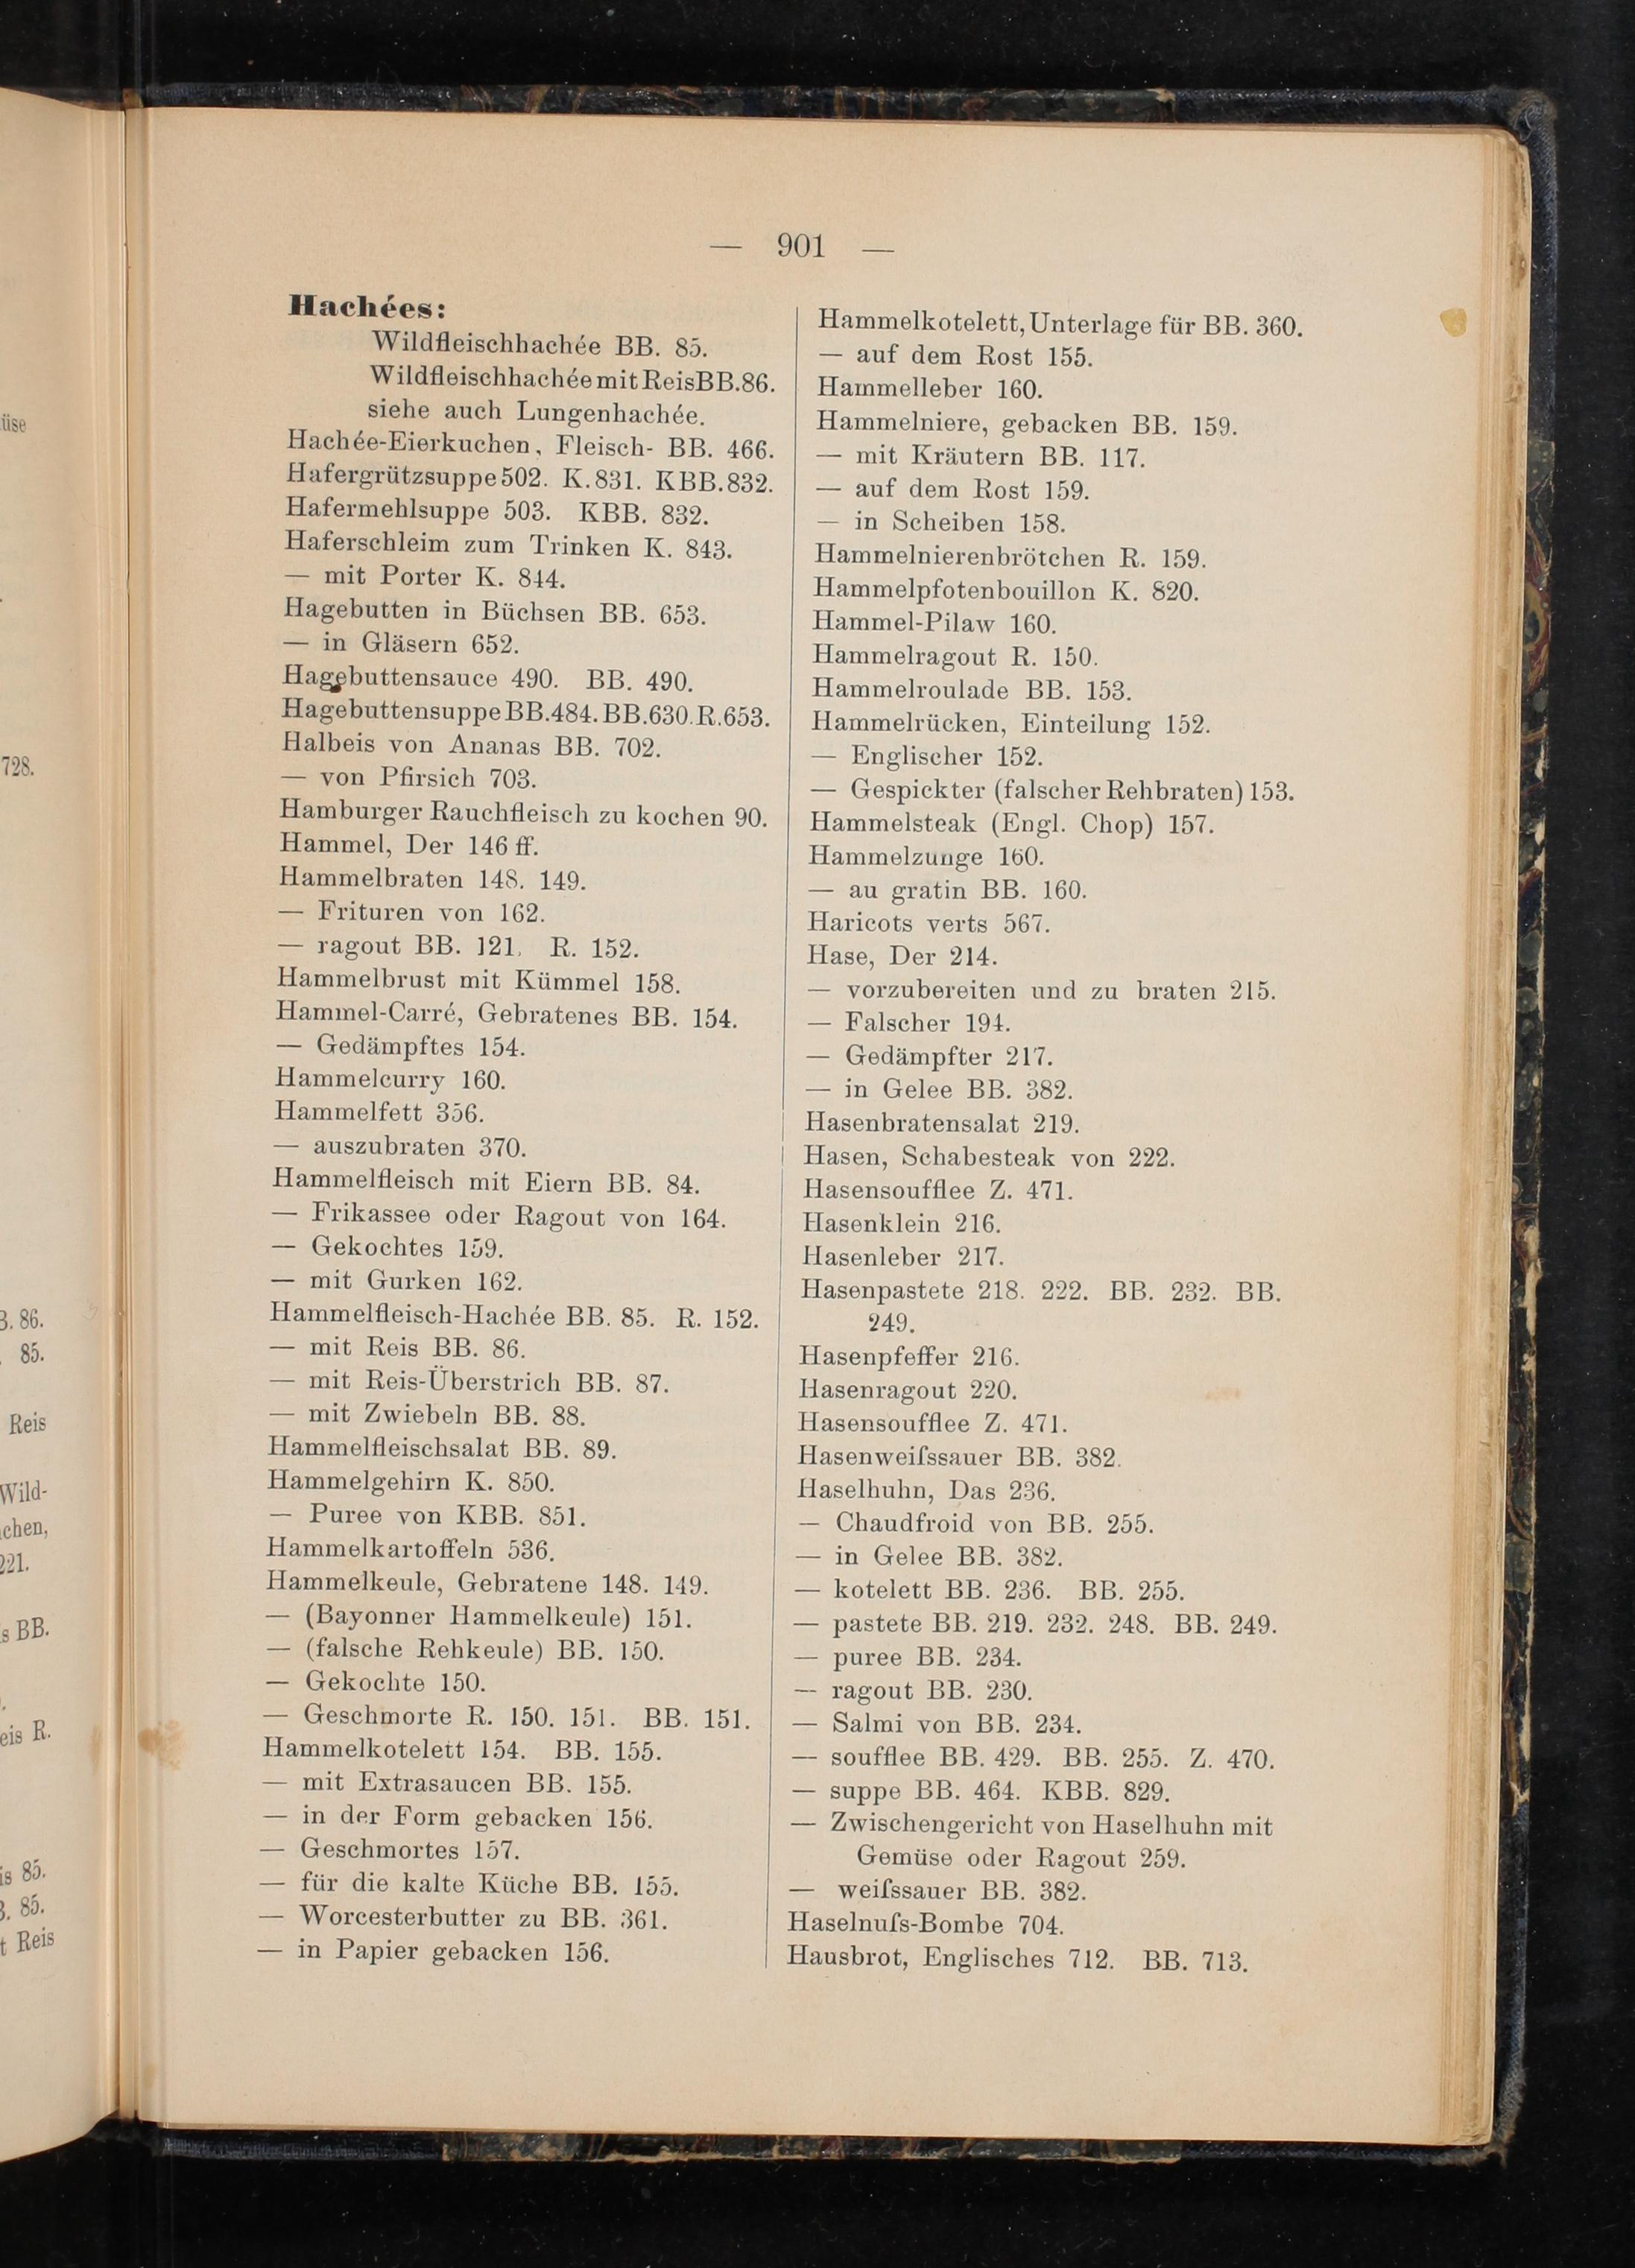 — 901 —
Hachées:
Wildfleischhachée BB. 85.
Wildfleischhachée mit Reis BB. 86.
siehe auch Lungenhachée.
Hachée-Eierkuchen, Fleisch- BB. 466.
Hafergrützsuppe 502. K. 831. KBB. 832.
Hafermehlsuppe 503. KBB. 832.
Haferschleim zum Trinken K. 843.
— mit Porter K. 844.
Hagebutten in Büchsen BB. 653.
— in Gläsern 652.
Hagebuttensauce 490. BB. 490.
Hagebuttensuppe BB. 484. BB. 630. R. 653.
Halbeis von Ananas BB. 702.
— von Pfirsich 703.
Hamburger Rauchfleisch zu kochen 90.
Hammel, Der 146 ff.
Hammelbraten 148. 149.
— Frituren von 162.
— ragout BB. 121. R. 152.
Hammelbrust mit Kümmel 158.
Hammel-Carré, Gebratenes BB. 154.
— Gedämpftes 154.
Hammelcurry 160.
Hammelfett 356.
— auszubraten 370.
Hammelfleisch mit Eiern BB. 84.
— Frikassee oder Ragout von 164.
— Gekochtes 159.
— mit Gurken 162.
Hammelfleisch-Hachée BB. 85. R. 152.
— mit Reis BB. 86.
— mit Reis-Überstrich BB. 87.
— mit Zwiebeln BB. 88.
Hammelfleischsalat BB. 89.
Hammelgehirn K. 850.
— Puree von KBB. 851.
Hammelkartoffeln 536.
Hammelkeule, Gebratene 148. 149.
— (Bayonner Hammelkeule) 151.
— (falsche Rehkeule) BB. 150.
— Gekochte 150.
— Geschmorte R. 150. 151. BB. 151.
Hammelkotelett 154. BB. 155.
— mit Extrasaucen BB. 155.
— in der Form gebacken 156.
— Geschmortes 157.
— für die kalte Küche BB. 155.
— Worcesterbutter zu BB. 361.
— in Papier gebacken 156.
Hammelkotelett, Unterlage für BB. 360.
— auf dem Rost 155.
Hammelleber 160.
Hammelniere, gebacken BB. 159.
— mit Kräutern BB. 117.
— auf dem Rost 159.
— in Scheiben 158.
Hammelnierenbrötchen R. 159.
Hammelpfotenbouillon K. 820.
Hammel-Pilaw 160.
Hammelragout R. 150.
Hammelroulade BB. 153.
Hammelrücken, Einteilung 152.
— Englischer 152.
— Gespickter (falscher Rehbraten) 153.
Hammelsteak (Engl. Chop) 157.
Hammelzunge 160.
— au gratin BB. 160.
Haricots verts 567.
Hase, Der 214.
— vorzubereiten und zu braten 215.
— Falscher 194.
— Gedämpfter 217.
— in Gelee BB. 382.
Hasenbratensalat 219.
Hasen, Schabesteak von 222.
Hasensoufflee Z. 471.
Hasenklein 216.
Hasenleber 217.
Hasenpastete 218. 222. BB. 232. BB.
249.
Hasenpfeffer 216.
Hasenragout 220.
Hasensoufflee Z. 471.
Hasenweiſssauer BB. 382.
Haselhuhn, Das 236.
— Chaudfroid von BB. 255.
— in Gelee BB. 382.
— kotelett BB. 236. BB. 255.
— pastete BB. 219. 232. 248. BB. 249.
— puree BB. 234.
— ragout BB. 230.
— Salmi von BB. 234.
— soufflee BB. 429. BB. 255. Z. 470.
— suppe BB. 464. KBB. 829.
— Zwischengericht von Haselhuhn mit
Gemüse oder Ragout 259.
— weiſssauer BB. 382.
Haselnuſs-Bombe 704.
Hausbrot, Englisches 712. BB. 713.